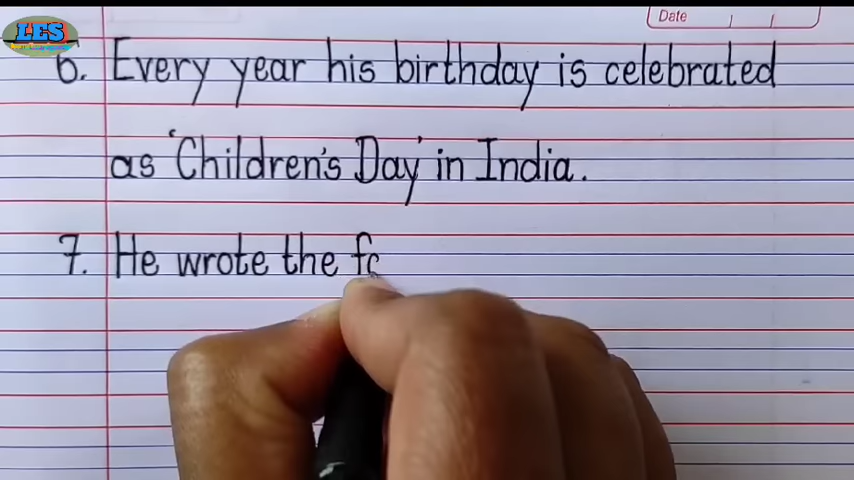 LES
Date
6. Every year his birthday is celebrated
as 'Children's Day' in India.
7. He wrote the